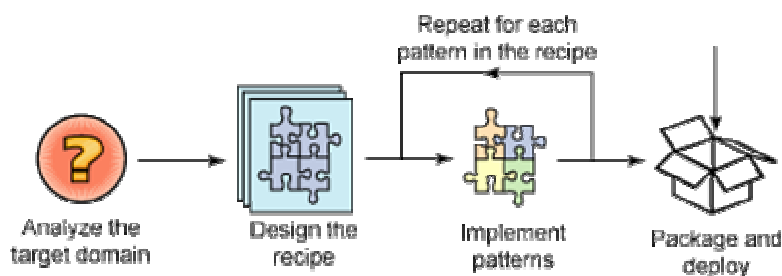 Repeat for each
pattern in the recipe
?
Analyze the
target domain
Design the
recipe
Implement
patterns
Package and
deploy